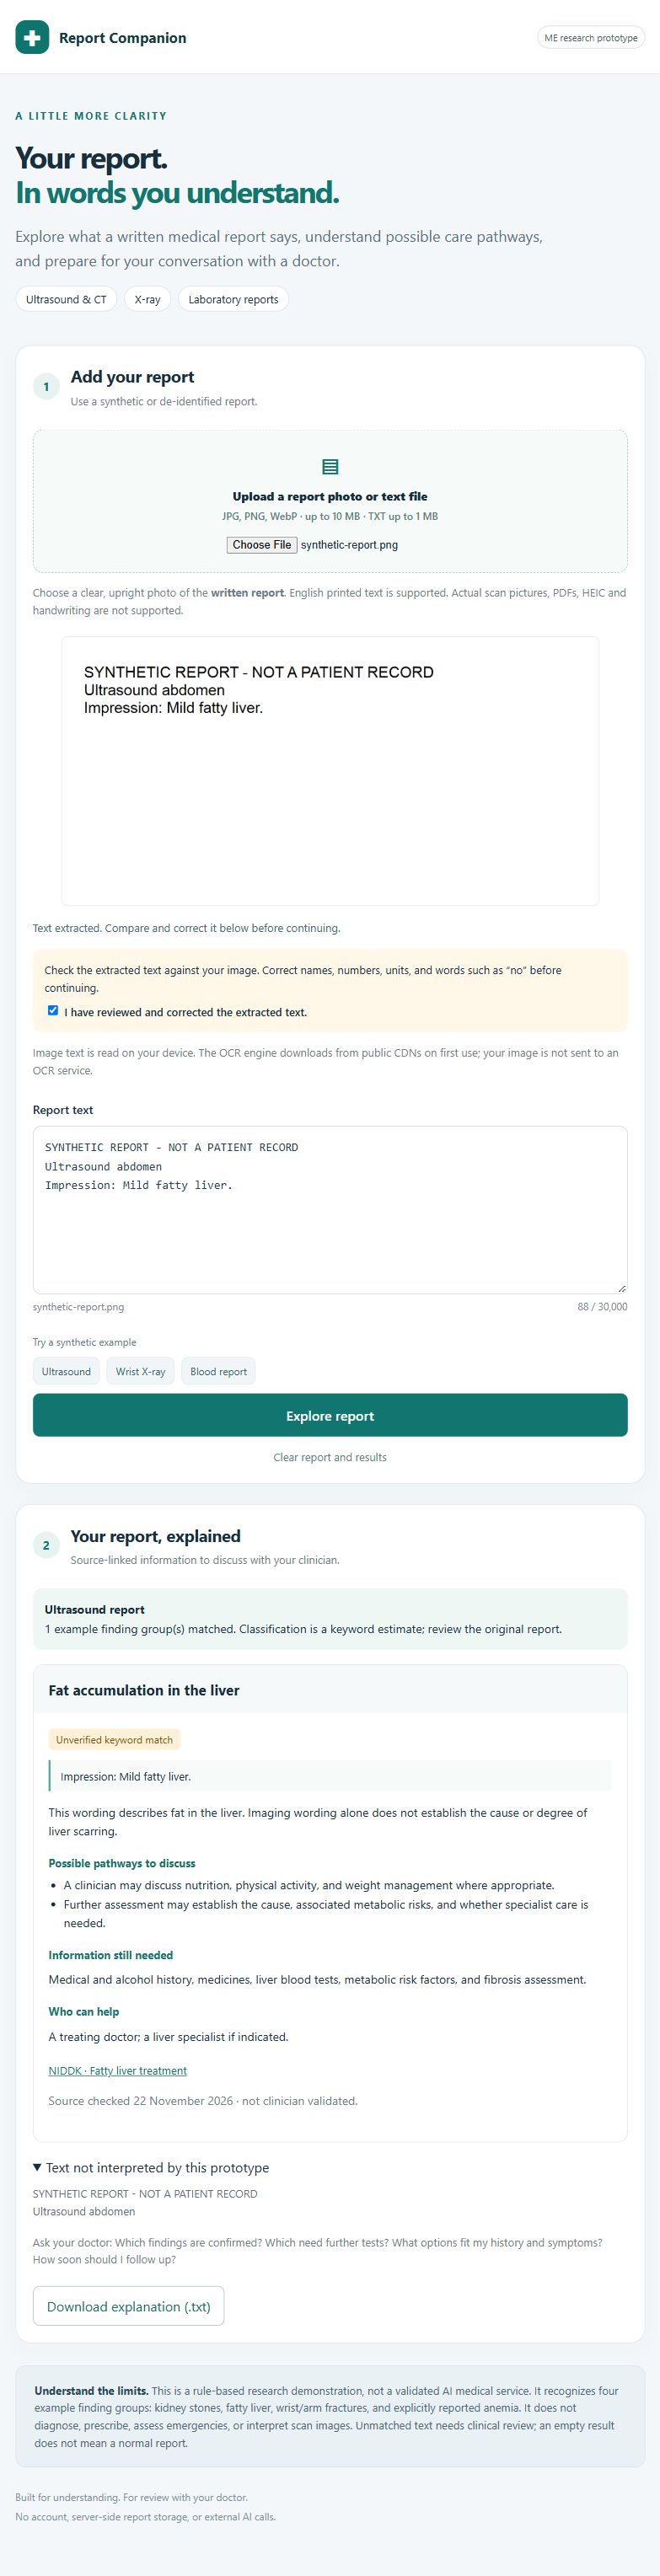 Report Companion
ME research prototype
A LITTLE MORE CLARITY
Your report.
In words you understand.
Explore what a written medical report says, understand possible care pathways,
and prepare for your conversation with a doctor.
Ultrasound & CT
X-ray
Laboratory reports
1
Add your report
Use a synthetic or de-identified report.
Upload a report photo or text file
JPG, PNG, WebP · up to 10 MB · TXT up to 1 MB
Choose File synthetic-report.png
Choose a clear, upright photo of the written report. English printed text is supported. Actual scan pictures, PDFs, HEIC and
handwriting are not supported.
SYNTHETIC REPORT - NOT A PATIENT RECORD
Ultrasound abdomen
Impression: Mild fatty liver.
Text extracted. Compare and correct it below before continuing.
Check the extracted text against your image. Correct names, numbers, units, and words such as “no” before
continuing.
I have reviewed and corrected the extracted text.
Image text is read on your device. The OCR engine downloads from public CDNs on first use; your image is not sent to an
OCR service.
Report text
SYNTHETIC REPORT - NOT A PATIENT RECORD
Ultrasound abdomen
Impression: Mild fatty liver.
synthetic-report.png
88 / 30,000
Try a synthetic example
Ultrasound
Wrist X-ray
Blood report
Explore report
Clear report and results
2
Your report, explained
Source-linked information to discuss with your clinician.
Ultrasound report
1 example finding group(s) matched. Classification is a keyword estimate; review the original report.
Fat accumulation in the liver
Unverified keyword match
Impression: Mild fatty liver.
This wording describes fat in the liver. Imaging wording alone does not establish the cause or degree of
liver scarring.
Possible pathways to discuss
• A clinician may discuss nutrition, physical activity, and weight management where appropriate.
• Further assessment may establish the cause, associated metabolic risks, and whether specialist care is
needed.
Information still needed
Medical and alcohol history, medicines, liver blood tests, metabolic risk factors, and fibrosis assessment.
Who can help
A treating doctor; a liver specialist if indicated.
NIDDK · Fatty liver treatment
Source checked 22 November 2026 · not clinician validated.
▼ Text not interpreted by this prototype
SYNTHETIC REPORT - NOT A PATIENT RECORD
Ultrasound abdomen
Ask your doctor: Which findings are confirmed? Which need further tests? What options fit my history and symptoms?
How soon should I follow up?
Download explanation (.txt)
Understand the limits. This is a rule-based research demonstration, not a validated AI medical service. It recognizes four
example finding groups: kidney stones, fatty liver, wrist/arm fractures, and explicitly reported anemia. It does not
diagnose, prescribe, assess emergencies, or interpret scan images. Unmatched text needs clinical review; an empty result
does not mean a normal report.
Built for understanding. For review with your doctor.
No account, server-side report storage, or external AI calls.